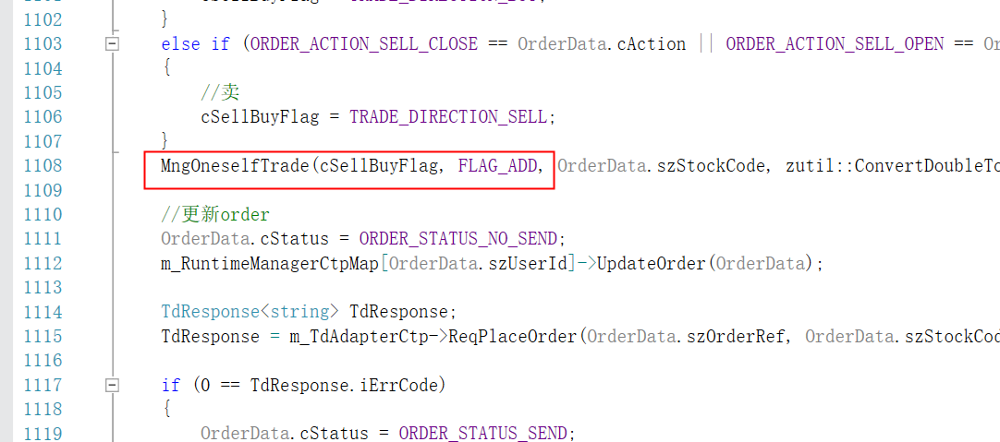 1102 }
1103 else if (ORDER_ACTION_SELL_CLOSE == OrderData.cAction || ORDER_ACTION_SELL_OPEN ==
1104 {
1105 //卖
1106 cSellBuyFlag = TRADE_DIRECTION_SELL;
1107 }
1108 MngOneselfTrade(cSellBuyFlag, FLAG_ADD, OrderData.szStockCode, zutil::ConvertDoubleTo
1109
1110 //更新order
1111 OrderData.cStatus = ORDER_STATUS_NO_SEND;
1112 m_RuntimeManagerCtpMap[OrderData.szUserId]->UpdateOrder(OrderData);
1113
1114 TdResponse<string> TdResponse;
1115 TdResponse = m_TdAdapterCtp->ReqPlaceOrder(OrderData.szOrderRef, OrderData.szStockCod
1116
1117 if (0 == TdResponse.iErrCode)
1118 {
1119 OrderData.cStatus = ORDER_STATUS_SEND;